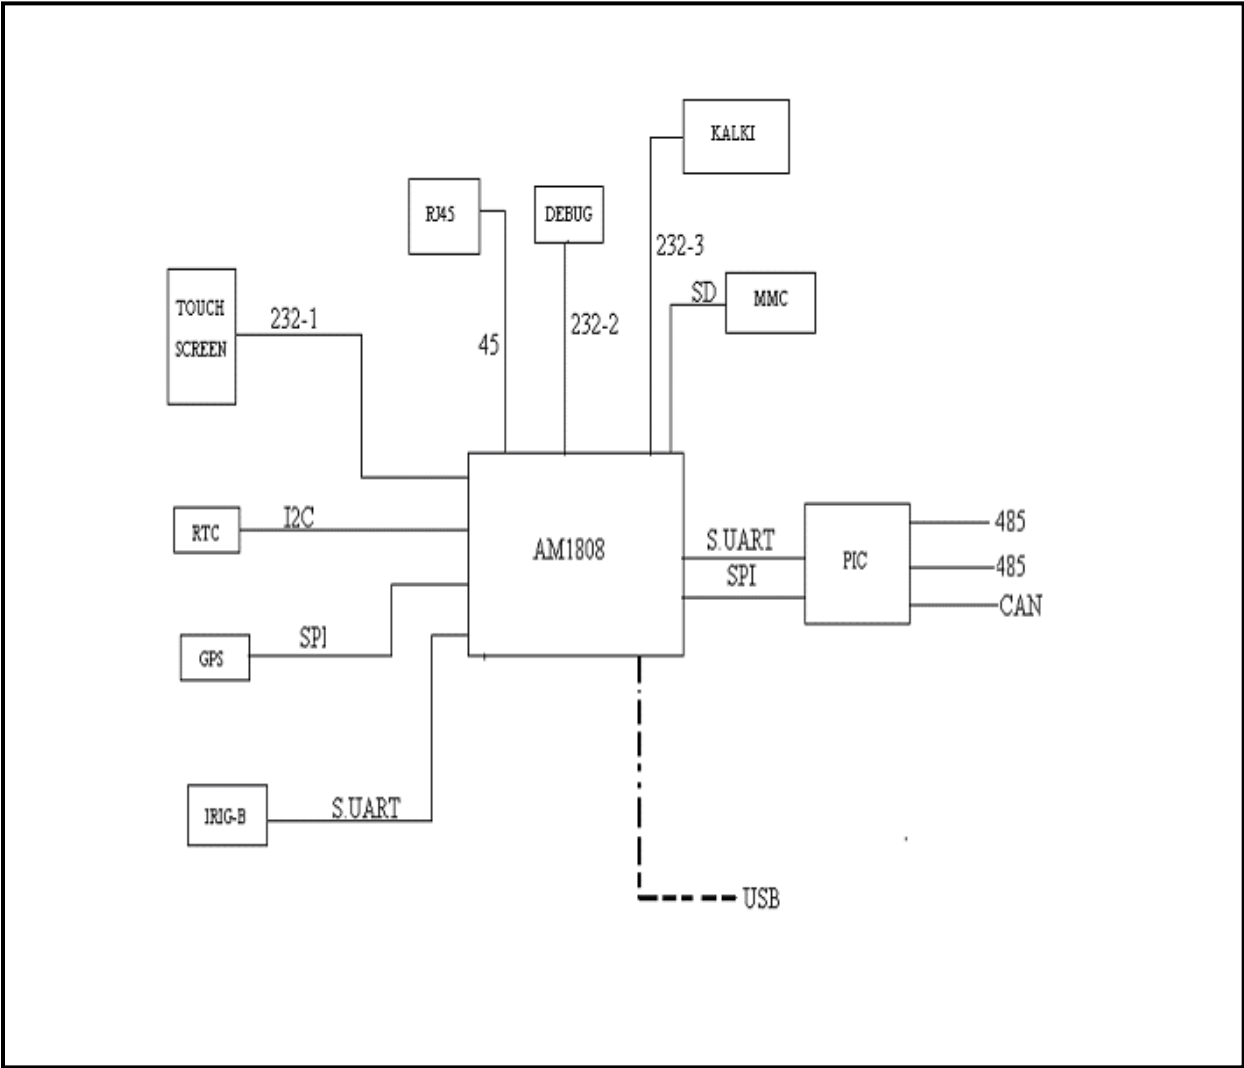 KALKI
RJ45
DEBUG
232-3
SD
MMC
TOUCH
SCREEN
232-1
45
232-2
RTC
I2C
AM1808
S.UART
SPI
PIC
485
485
CAN
GPS
SPI
IRIG-B
S.UART
USB